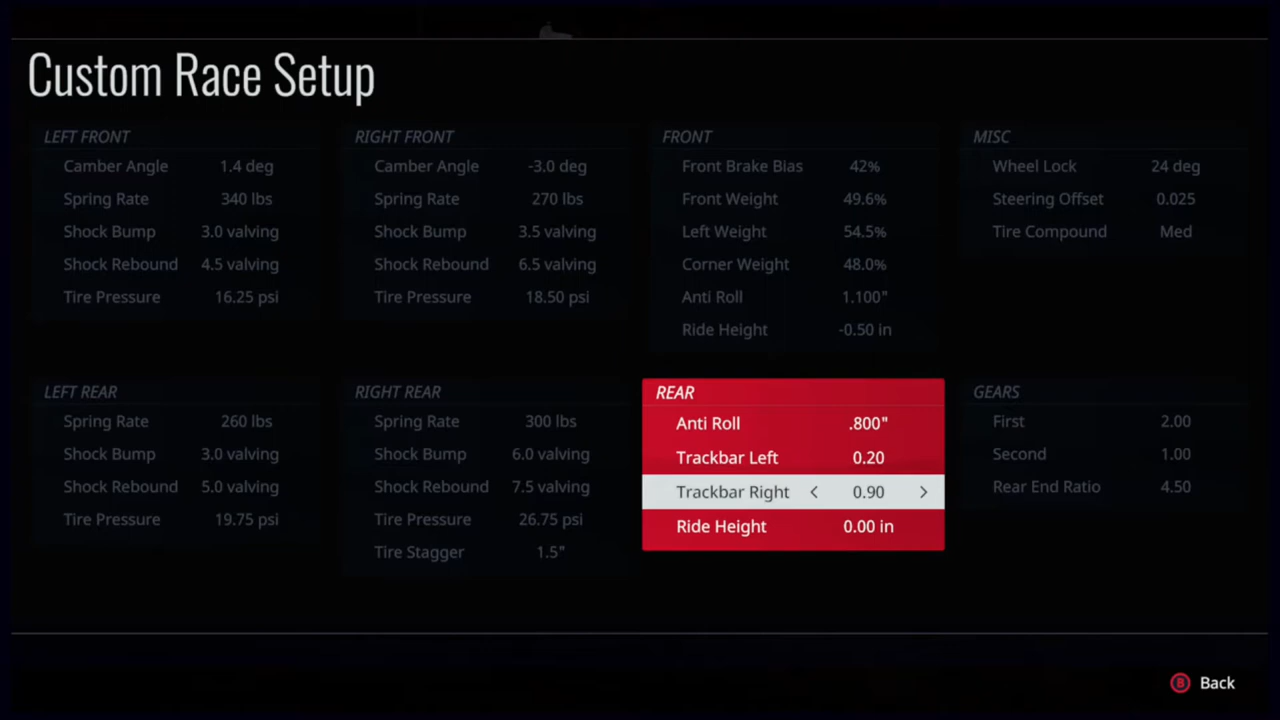 Custom Race Setup
LEFT FRONT
Camber Angle 1.4 deg
Spring Rate 340 lbs
Shock Bump 3.0 valving
Shock Rebound 4.5 valving
Tire Pressure 16.25 psi
RIGHT FRONT
Camber Angle -3.0 deg
Spring Rate 270 lbs
Shock Bump 3.5 valving
Shock Rebound 6.5 valving
Tire Pressure 18.50 psi
FRONT
Front Brake Bias 42%
Front Weight 49.6%
Left Weight 54.5%
Corner Weight 48.0%
Anti Roll 1.100"
Ride Height -0.50 in
MISC
Wheel Lock 24 deg
Steering Offset 0.025
Tire Compound Med
LEFT REAR
Spring Rate 260 lbs
Shock Bump 3.0 valving
Shock Rebound 5.0 valving
Tire Pressure 19.75 psi
RIGHT REAR
Spring Rate 300 lbs
Shock Bump 6.0 valving
Shock Rebound 7.5 valving
Tire Pressure 26.75 psi
Tire Stagger 1.5"
REAR
Anti Roll .800"
Trackbar Left 0.20
Trackbar Right < 0.90 >
Ride Height 0.00 in
GEARS
First 2.00
Second 1.00
Rear End Ratio 4.50
B Back